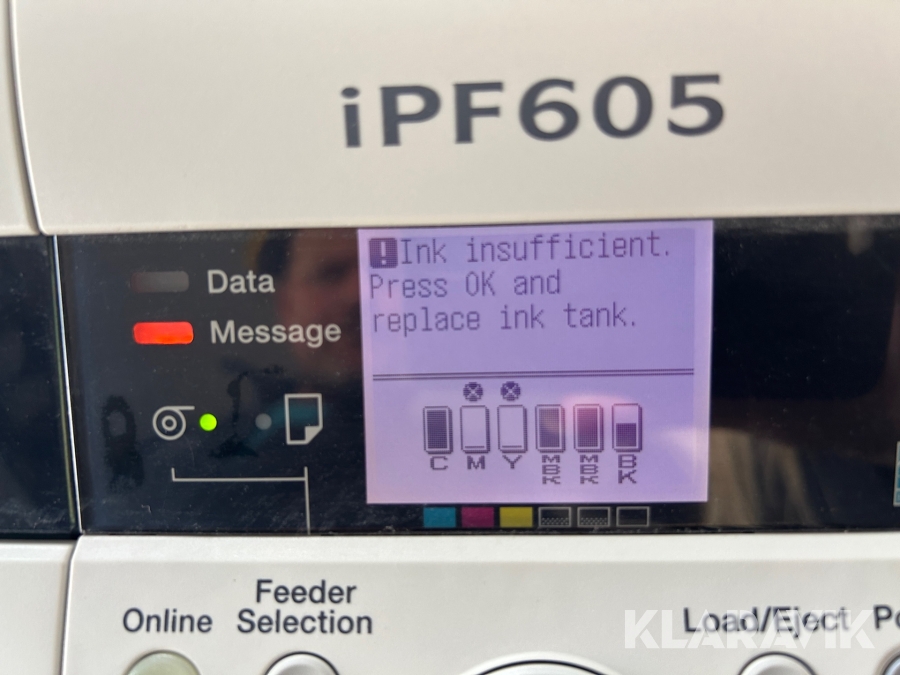 iPF605
Data
Message
Ink insufficient.
Press OK and
replace ink tank.
C M Y MBK MBK BK
Feeder
Online Selection
Load/Eject
KLARAVIK